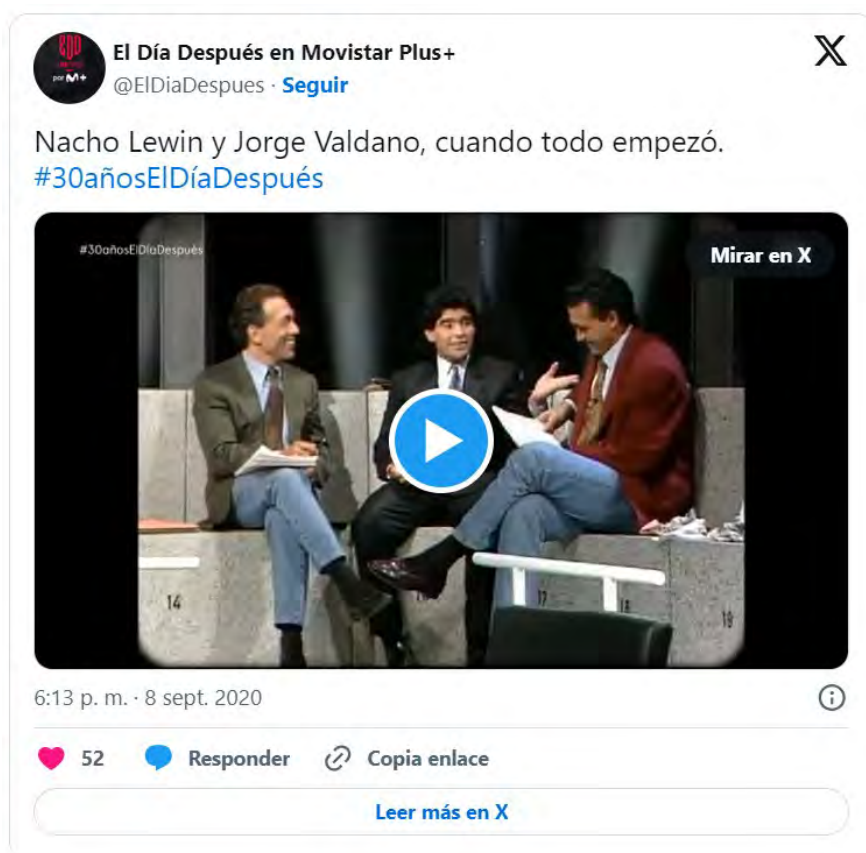 por M+
El Día Después en Movistar Plus+
@ElDiaDespues · Seguir
Nacho Lewin y Jorge Valdano, cuando todo empezó.
#30añosElDíaDespués
#30añosElDíaDespués
Mirar en X
14
17
18
19
6:13 p. m. · 8 sept. 2020
52
Responder
Copia enlace
Leer más en X